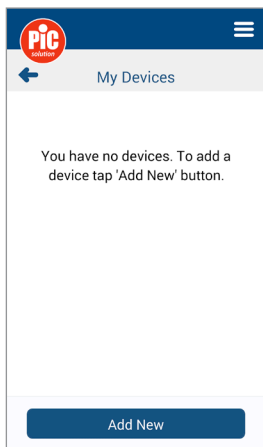 PiC
solution
My Devices
You have no devices. To add a
device tap 'Add New' button.
Add New